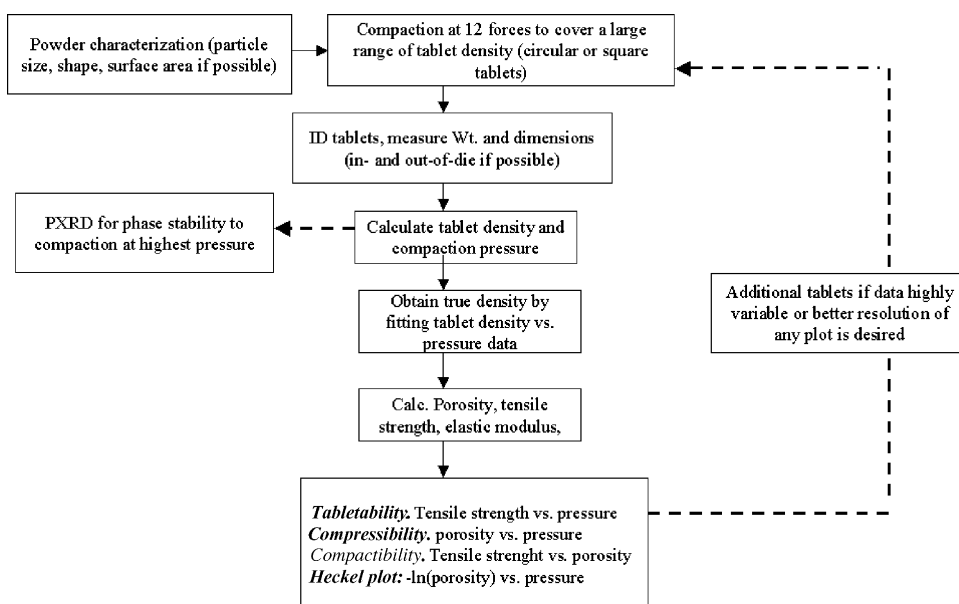 Powder characterization (particle
size, shape, surface area if possible)
Compaction at 12 forces to cover a large
range of tablet density (circular or square
tablets)
ID tablets, measure Wt. and dimensions
(in- and out-of-die if possible)
PXRD for phase stability to
compaction at highest pressure
Calculate tablet density and
compaction pressure
Obtain true density by
fitting tablet density vs.
pressure data
Additional tablets if data highly
variable or better resolution of
any plot is desired
Calc. Porosity, tensile
strength, elastic modulus,
Tabletability. Tensile strength vs. pressure
Compressibility. porosity vs. pressure
Compactibility. Tensile strenght vs. porosity
Heckel plot: -ln(porosity) vs. pressure